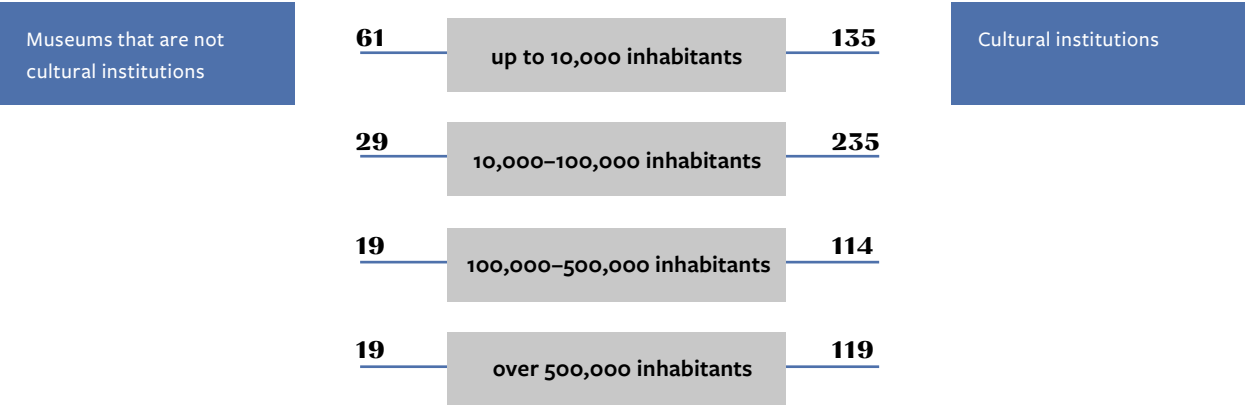 Museums that are not
cultural institutions
61
up to 10,000 inhabitants
135
Cultural institutions
29
10,000–100,000 inhabitants
235
19
100,000–500,000 inhabitants
114
19
over 500,000 inhabitants
119